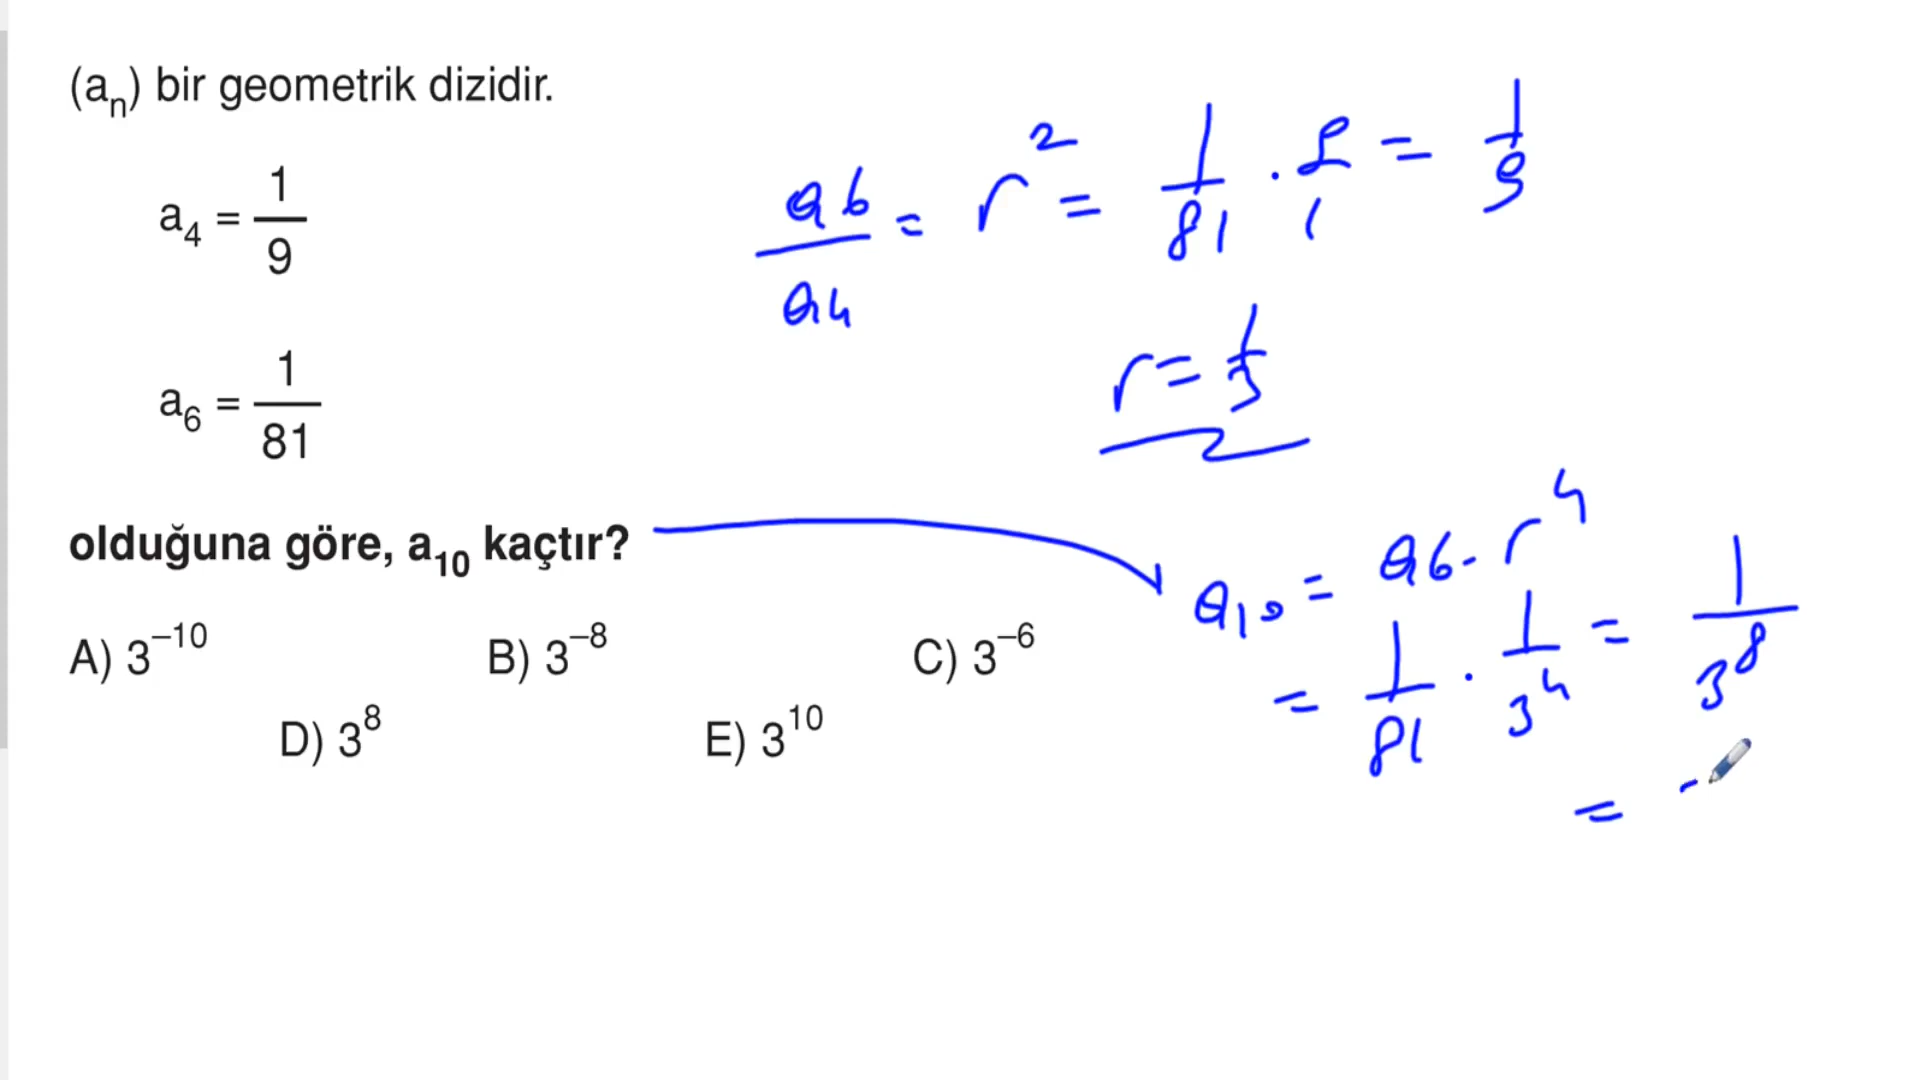 (aₙ) bir geometrik dizidir.
a₄ = 1/9
a₆ = 1/81
olduğuna göre, a₁₀ kaçtır?
A) 3⁻¹⁰ B) 3⁻⁸ C) 3⁻⁶
D) 3⁸ E) 3¹⁰
a6/a4 = r² = 1/81 · 9/1 = 1/9
r = 1/3
a10 = a6 · r⁴
= 1/81 · 1/3⁴ = 1/3⁸
=